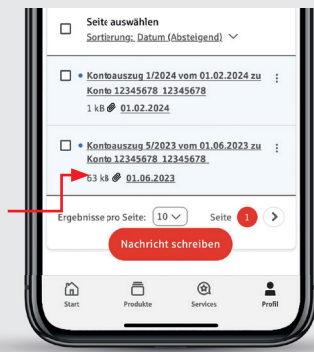 Seite auswählen
Sortierung: Datum (Absteigend)
Kontoauszug 1/2024 vom 01.02.2024 zu
Konto 12345678 12345678
1 kB 01.02.2024
Kontoauszug 5/2023 vom 01.06.2023 zu
Konto 12345678 12345678
63 kB 01.06.2023
Ergebnisse pro Seite: 10 Seite 1
Nachricht schreiben
Start Produkte Services Profil